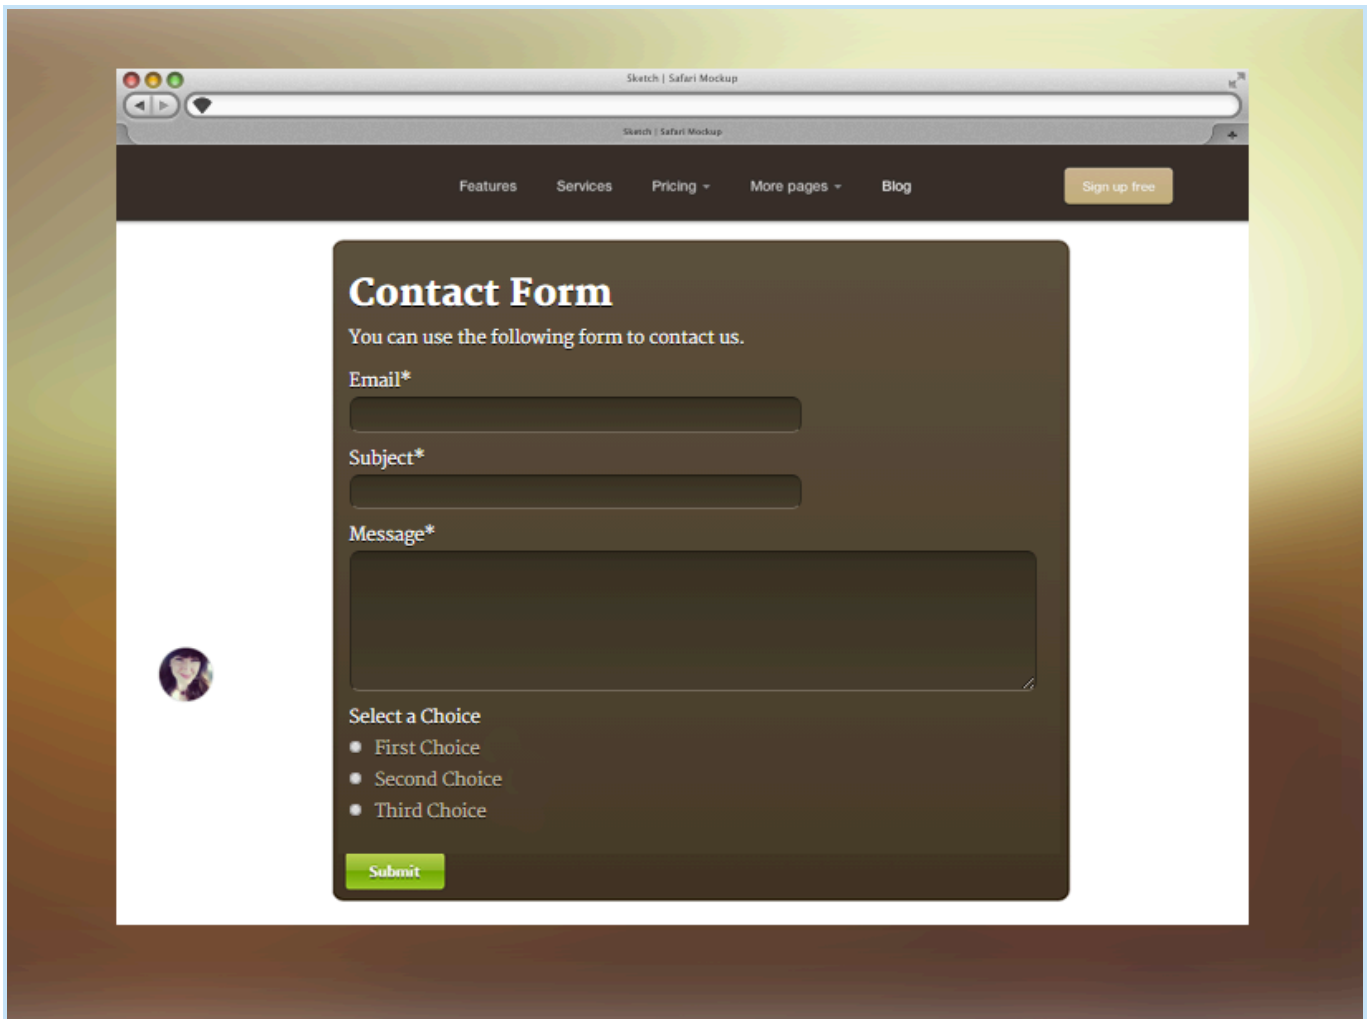 Sketch | Safari Mockup
Sketch | Safari Mockup
Features Services Pricing More pages Blog Sign up free
Contact Form
You can use the following form to contact us.
Email*
Subject*
Message*
Select a Choice
First Choice
Second Choice
Third Choice
Submit